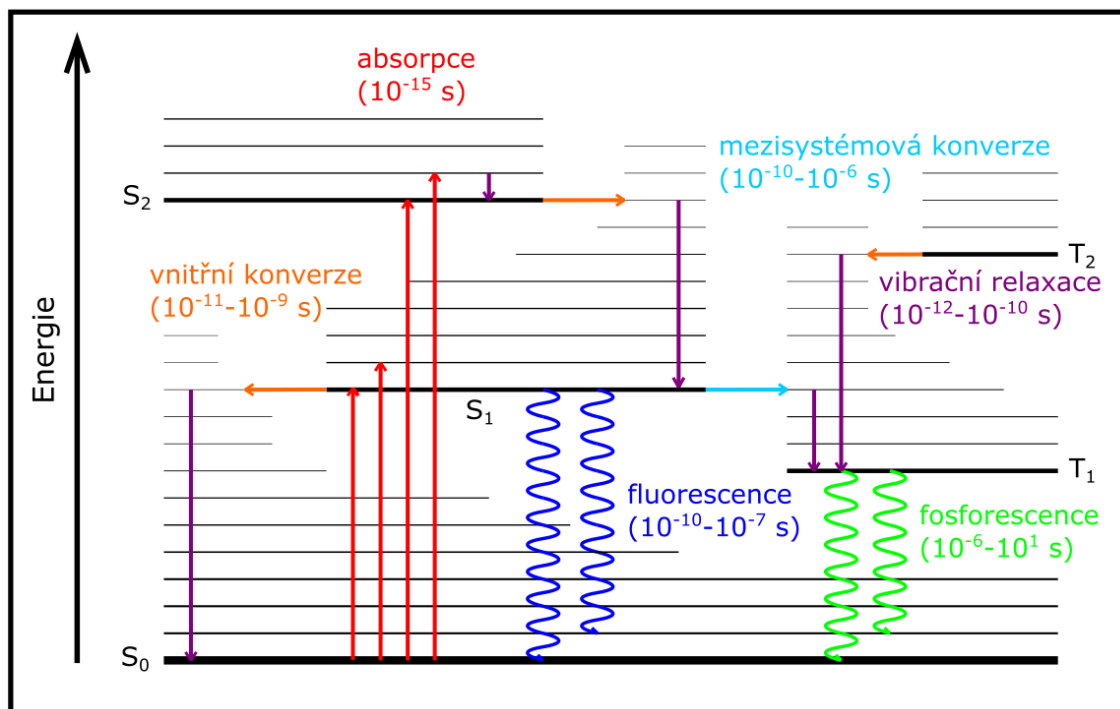 absorpce
(10⁻¹⁵ s)
mezisystémová konverze
(10⁻¹⁰-10⁻⁶ s)
S₂
T₂
vnitřní konverze
(10⁻¹¹-10⁻⁹ s)
vibrační relaxace
(10⁻¹²-10⁻¹⁰ s)
Energie
S₁
T₁
fluorescence
(10⁻¹⁰-10⁻⁷ s)
fosforescence
(10⁻⁶-10¹ s)
S₀